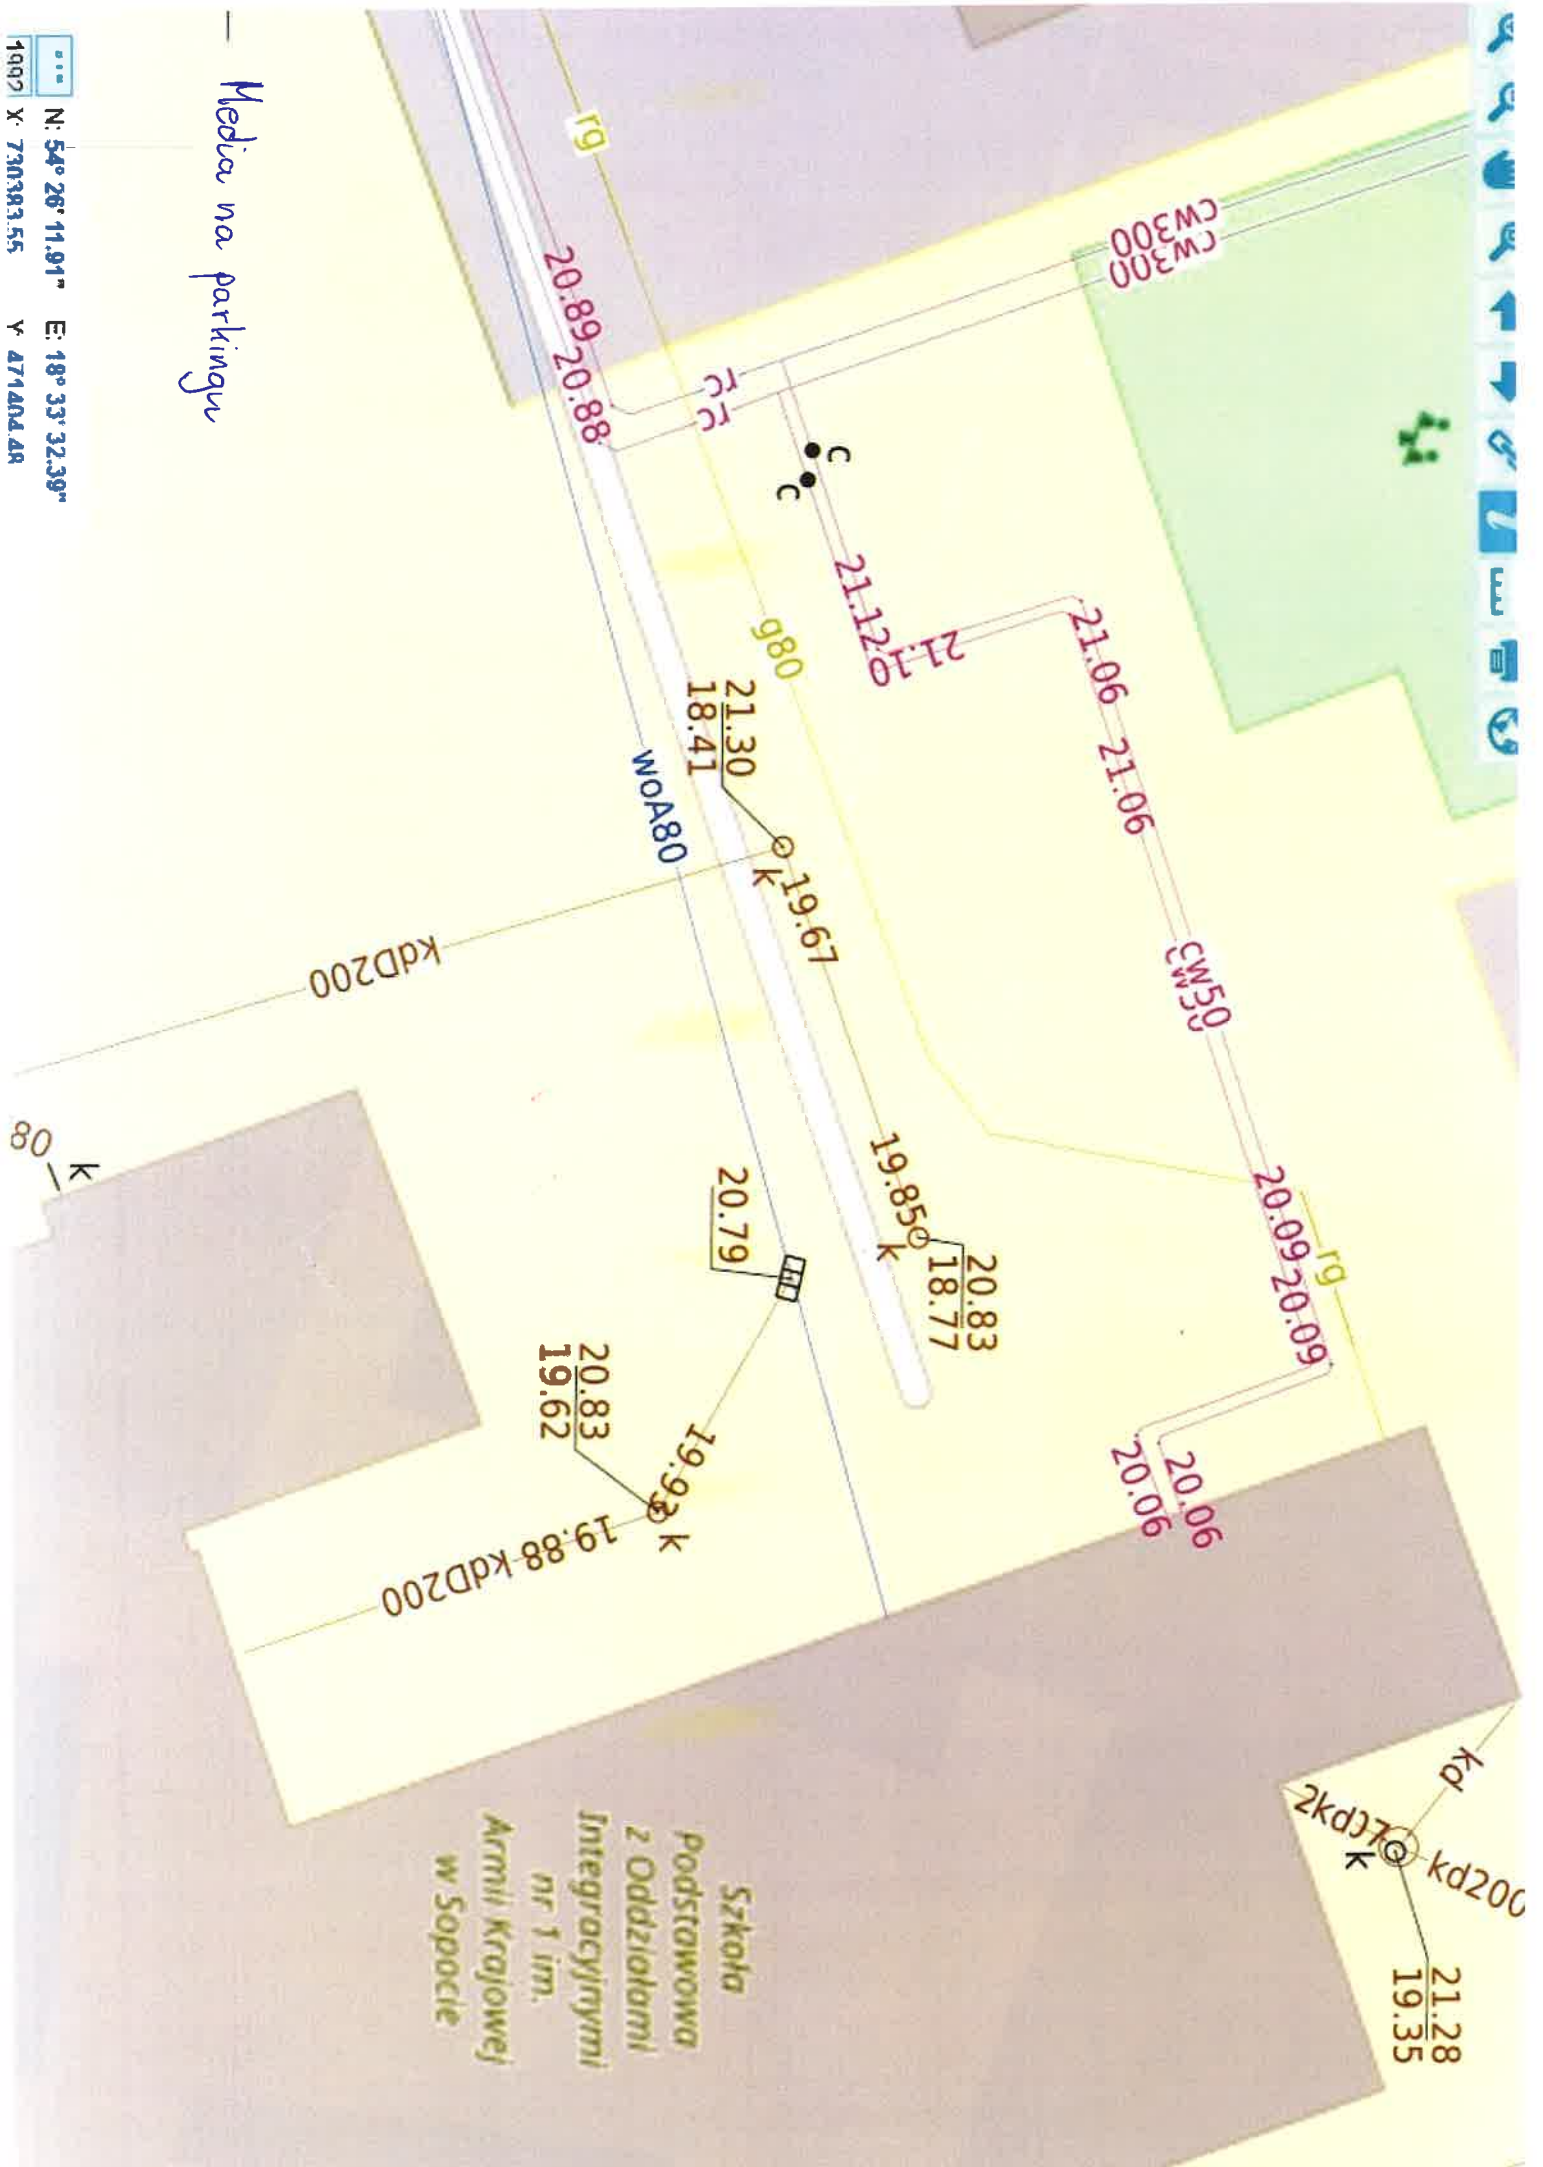 Media na parkingu
N: 54° 26' 11.91" E: 18° 33' 32.39"
1992 X: 730383.55 Y 471404.48
rg
cw300
cw300
20.89
20.88
rc
rc
c
c
21.12
21.10
21.06
21.06
g80
21.30
18.41
k
19.67
woA80
kdD200
cw50
cw50
19.85
k
20.83
18.77
20.09
20.09
rg
20.79
20.83
19.62
19.93
k
19.88 kdD200
20.06
20.06
80
k
kd
2kd
k
kd200
21.28
19.35
Szkoła
Podstawowa
z Oddziałami
Integracyjnymi
nr 1 im.
Armii Krajowej
w Sopocie